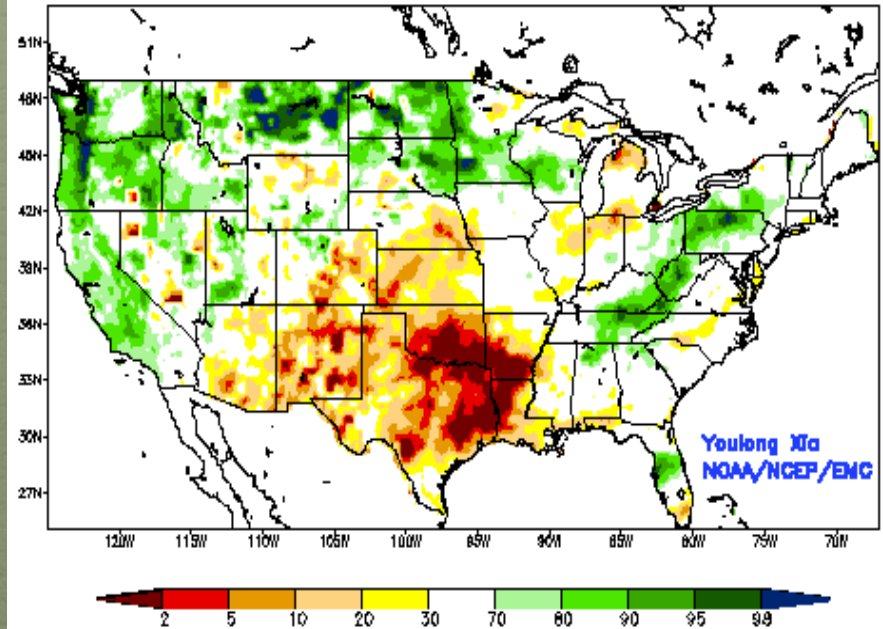 51N
48N
45N
42N
39N
36N
33N
30N
27N
Youlong Xia
NOAA/NCEP/EMC
120W 115W 110W 105W 100W 95W 90W 85W 80W 75W 70W
2 5 10 20 30 70 80 90 95 98